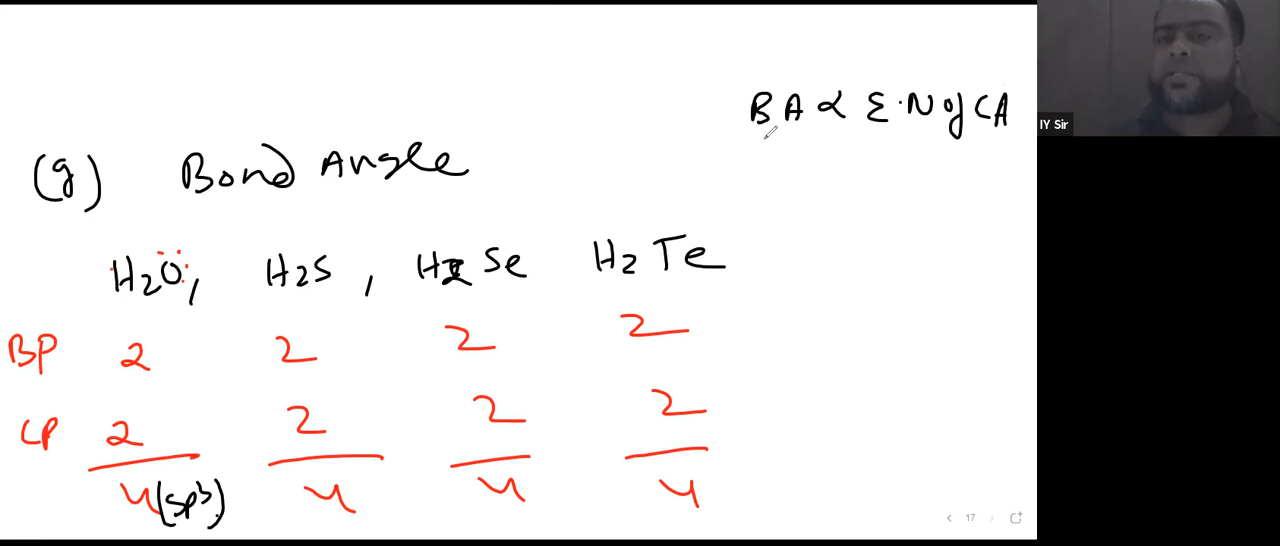 BA ∝ E.N of CA
IY Sir
(g) Bond Angle
H2O, H2S, H2Se H2Te
BP 2 2 2 2
LP 2 2 2 2
4(sp3) 4 4 4
17